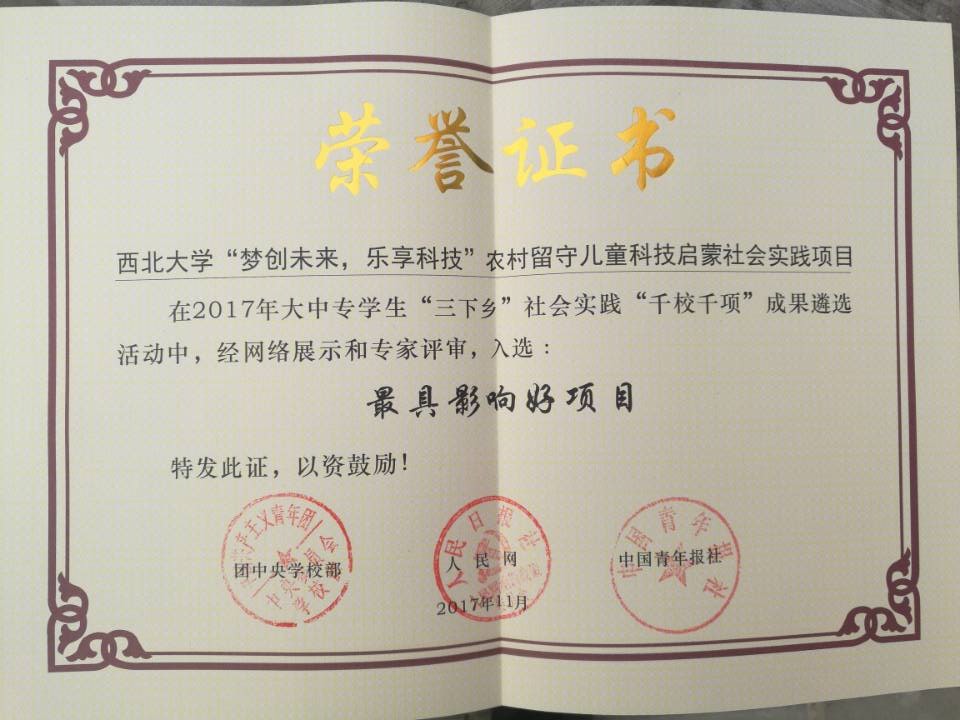 荣誉证书
西北大学“梦创未来，乐享科技”农村留守儿童科技启蒙社会实践项目
在2017年大中专学生“三下乡”社会实践“千校千项”成果遴选
活动中，经网络展示和专家评审，入选：
最具影响好项目
特发此证，以资鼓励！
团中央学校部
人民网
中国青年报社
2017年11月